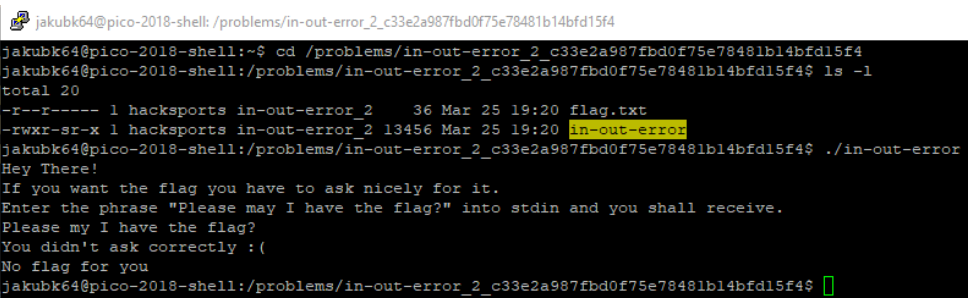 jakubk64@pico-2018-shell: /problems/in-out-error_2_c33e2a987fbd0f75e78481b14bfd15f4
jakubk64@pico-2018-shell:~$ cd /problems/in-out-error_2_c33e2a987fbd0f75e78481b14bfd15f4
jakubk64@pico-2018-shell:/problems/in-out-error_2_c33e2a987fbd0f75e78481b14bfd15f4$ ls -l
total 20
-r--r----- 1 hacksports in-out-error_2    36 Mar 25 19:20 flag.txt
-rwxr-sr-x 1 hacksports in-out-error_2 13456 Mar 25 19:20 in-out-error
jakubk64@pico-2018-shell:/problems/in-out-error_2_c33e2a987fbd0f75e78481b14bfd15f4$ ./in-out-error
Hey There!
If you want the flag you have to ask nicely for it.
Enter the phrase "Please may I have the flag?" into stdin and you shall receive.
Please my I have the flag?
You didn't ask correctly :(
No flag for you
jakubk64@pico-2018-shell:/problems/in-out-error_2_c33e2a987fbd0f75e78481b14bfd15f4$